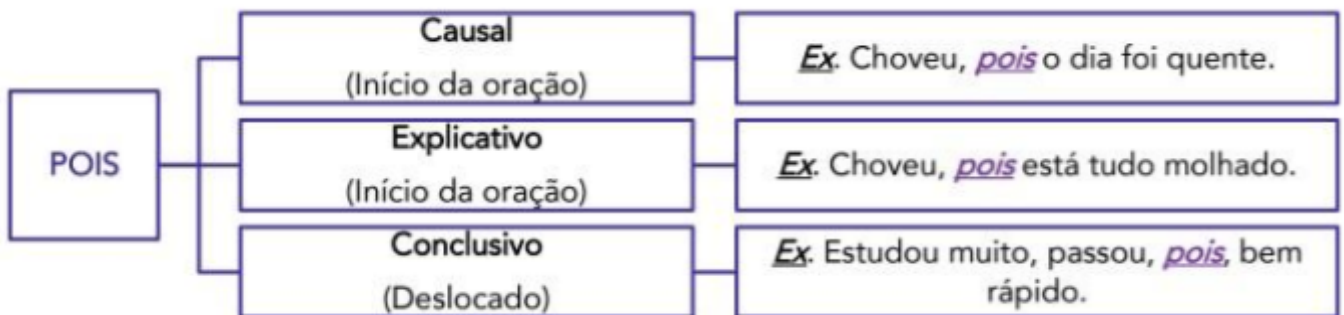 POIS
Causal
(Início da oração)
Ex. Choveu, pois o dia foi quente.
Explicativo
(Início da oração)
Ex. Choveu, pois está tudo molhado.
Conclusivo
(Deslocado)
Ex. Estudou muito, passou, pois, bem
rápido.